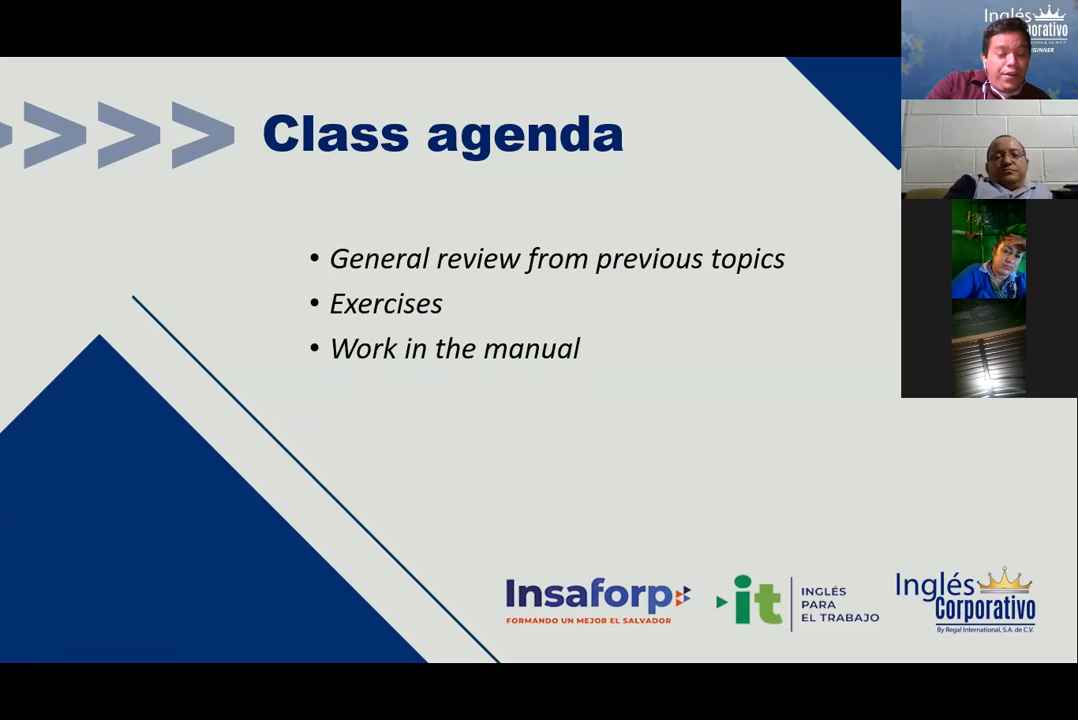 Class agenda
• General review from previous topics
• Exercises
• Work in the manual
Insaforp
FORMANDO UN MEJOR EL SALVADOR
it
INGLÉS
PARA
EL TRABAJO
Inglés
Corporativo
By Regal International, S.A. de C.V.
Inglés